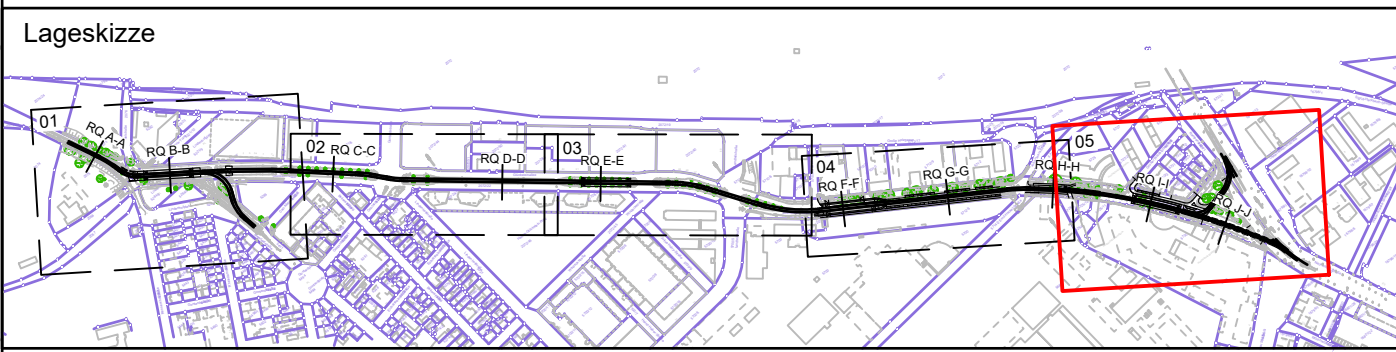 Lageskizze
01
RQ A-A
RQ B-B
02
RQ C-C
RQ D-D
03
RQ E-E
04
RQ F-F
RQ G-G
RQ H-H
05
RQ I-I
RQ J-J